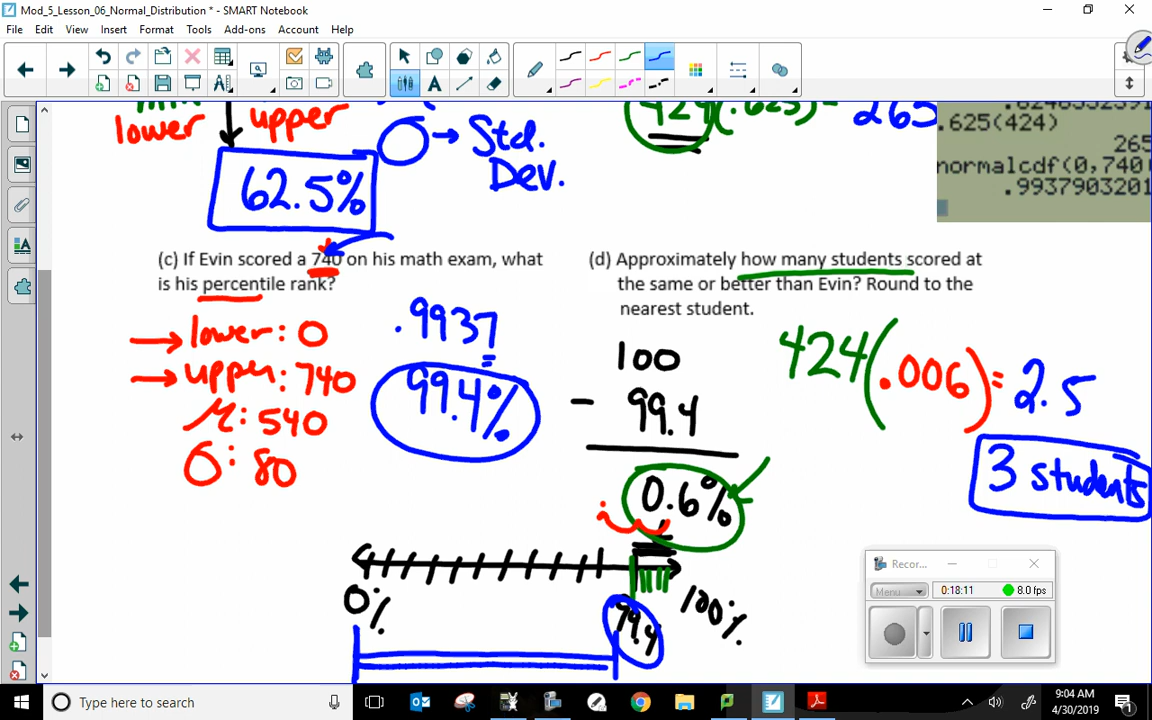 Mod_5_Lesson_06_Normal_Distribution * - SMART Notebook
File Edit View Insert Format Tools Add-ons Account Help
lower upper
62.5%
σ → Std.
Dev.
424(.625) = 265
.625(424)
265
normalcdf(0,740
.9937903201
(c) If Evin scored a 740 on his math exam, what
is his percentile rank?
→ lower: 0
→ upper: 740
μ: 540
σ: 80
.9937
99.4%
(d) Approximately how many students scored at
the same or better than Evin? Round to the
nearest student.
100
- 99.4
0.6%
424(.006) = 2.5
3 students
0%
99.4
100%
Recor...
Menu
0:18:11
8.0 fps
Type here to search
9:04 AM
4/30/2019